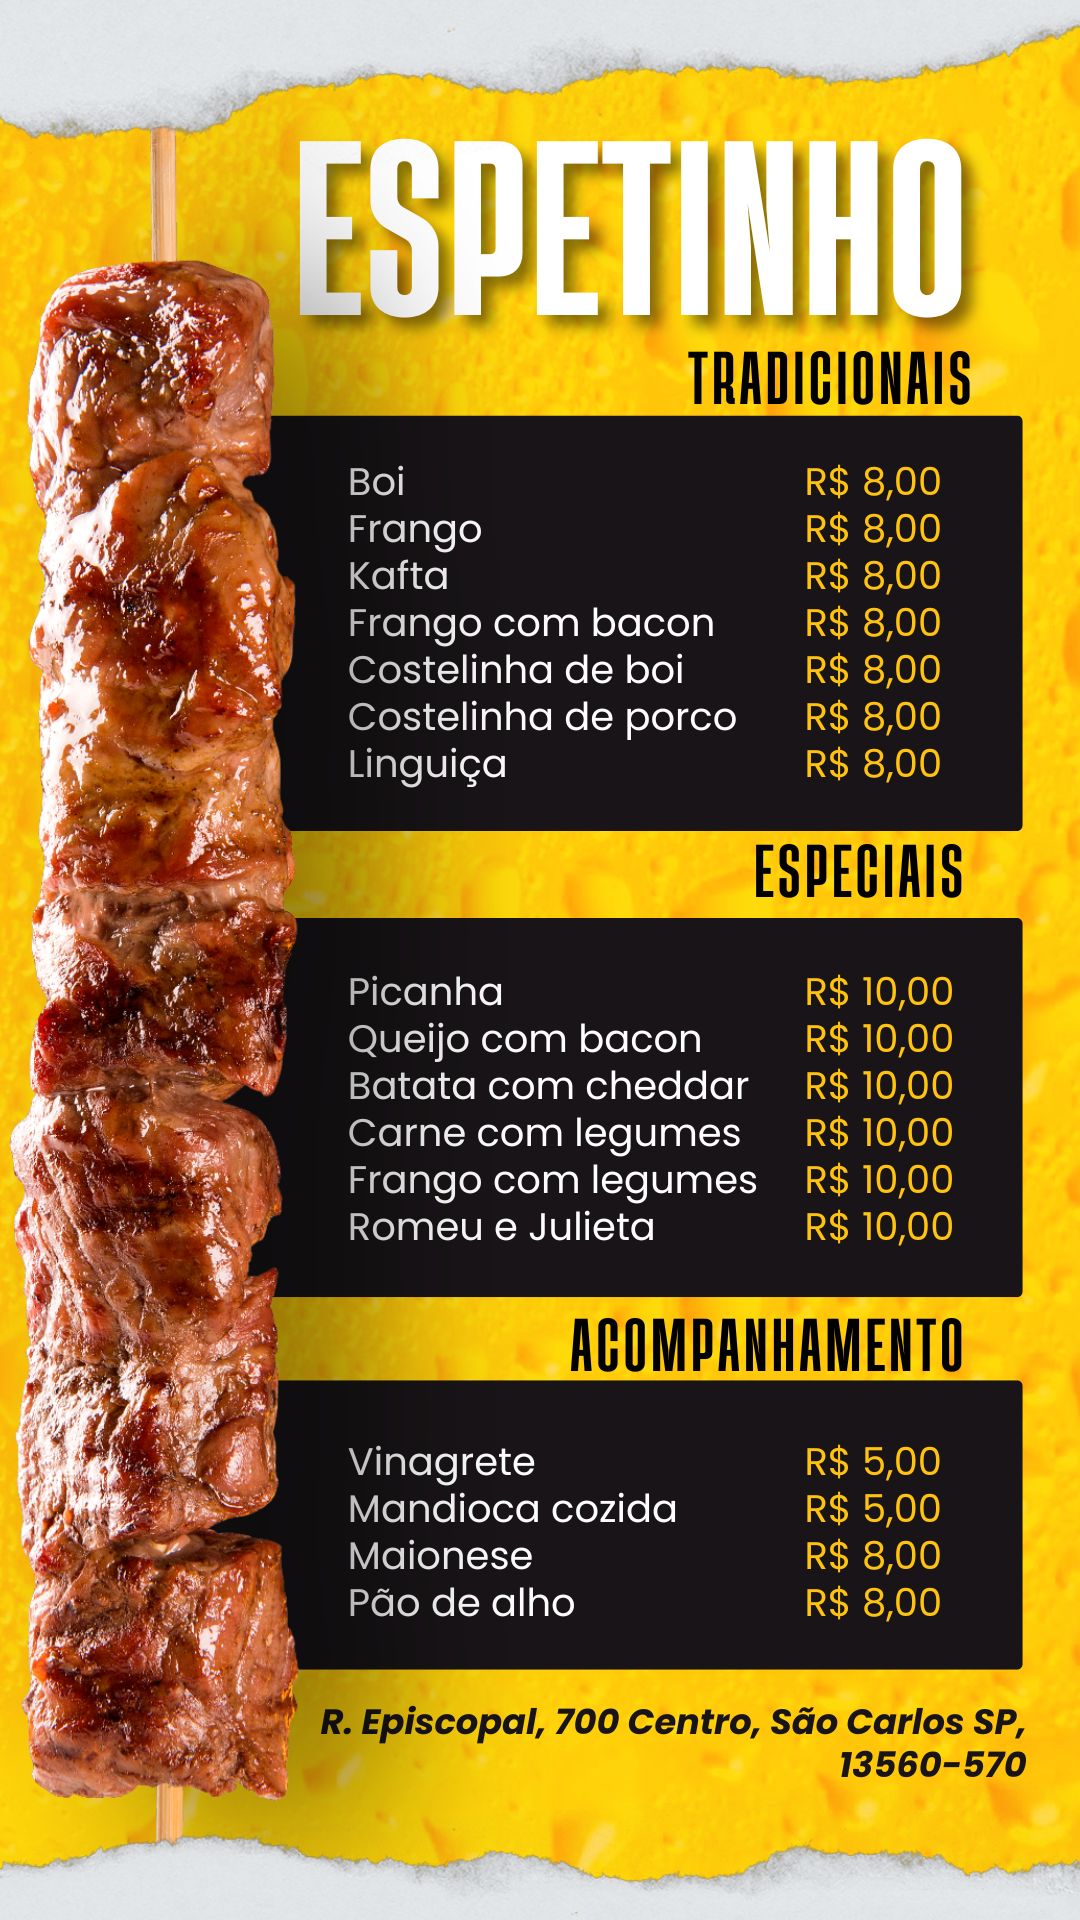 ESPETINHO
TRADICIONAIS
Boi R$ 8,00
Frango R$ 8,00
Kafta R$ 8,00
Frango com bacon R$ 8,00
Costelinha de boi R$ 8,00
Costelinha de porco R$ 8,00
Linguiça R$ 8,00
ESPECIAIS
Picanha R$ 10,00
Queijo com bacon R$ 10,00
Batata com cheddar R$ 10,00
Carne com legumes R$ 10,00
Frango com legumes R$ 10,00
Romeu e Julieta R$ 10,00
ACOMPANHAMENTO
Vinagrete R$ 5,00
Mandioca cozida R$ 5,00
Maionese R$ 8,00
Pão de alho R$ 8,00
R. Episcopal, 700 Centro, São Carlos SP,
13560-570